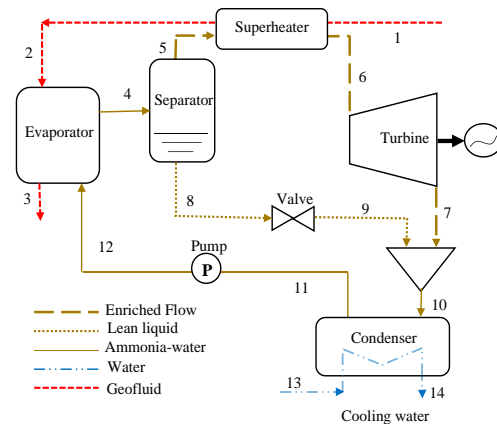 Superheater
1
2
5
4
Separator
6
Evaporator
Turbine
3
8
Valve
9
7
12
Pump
P
11
10
Enriched Flow
Lean liquid
Ammonia-water
Water
Geofluid
Condenser
13
14
Cooling water